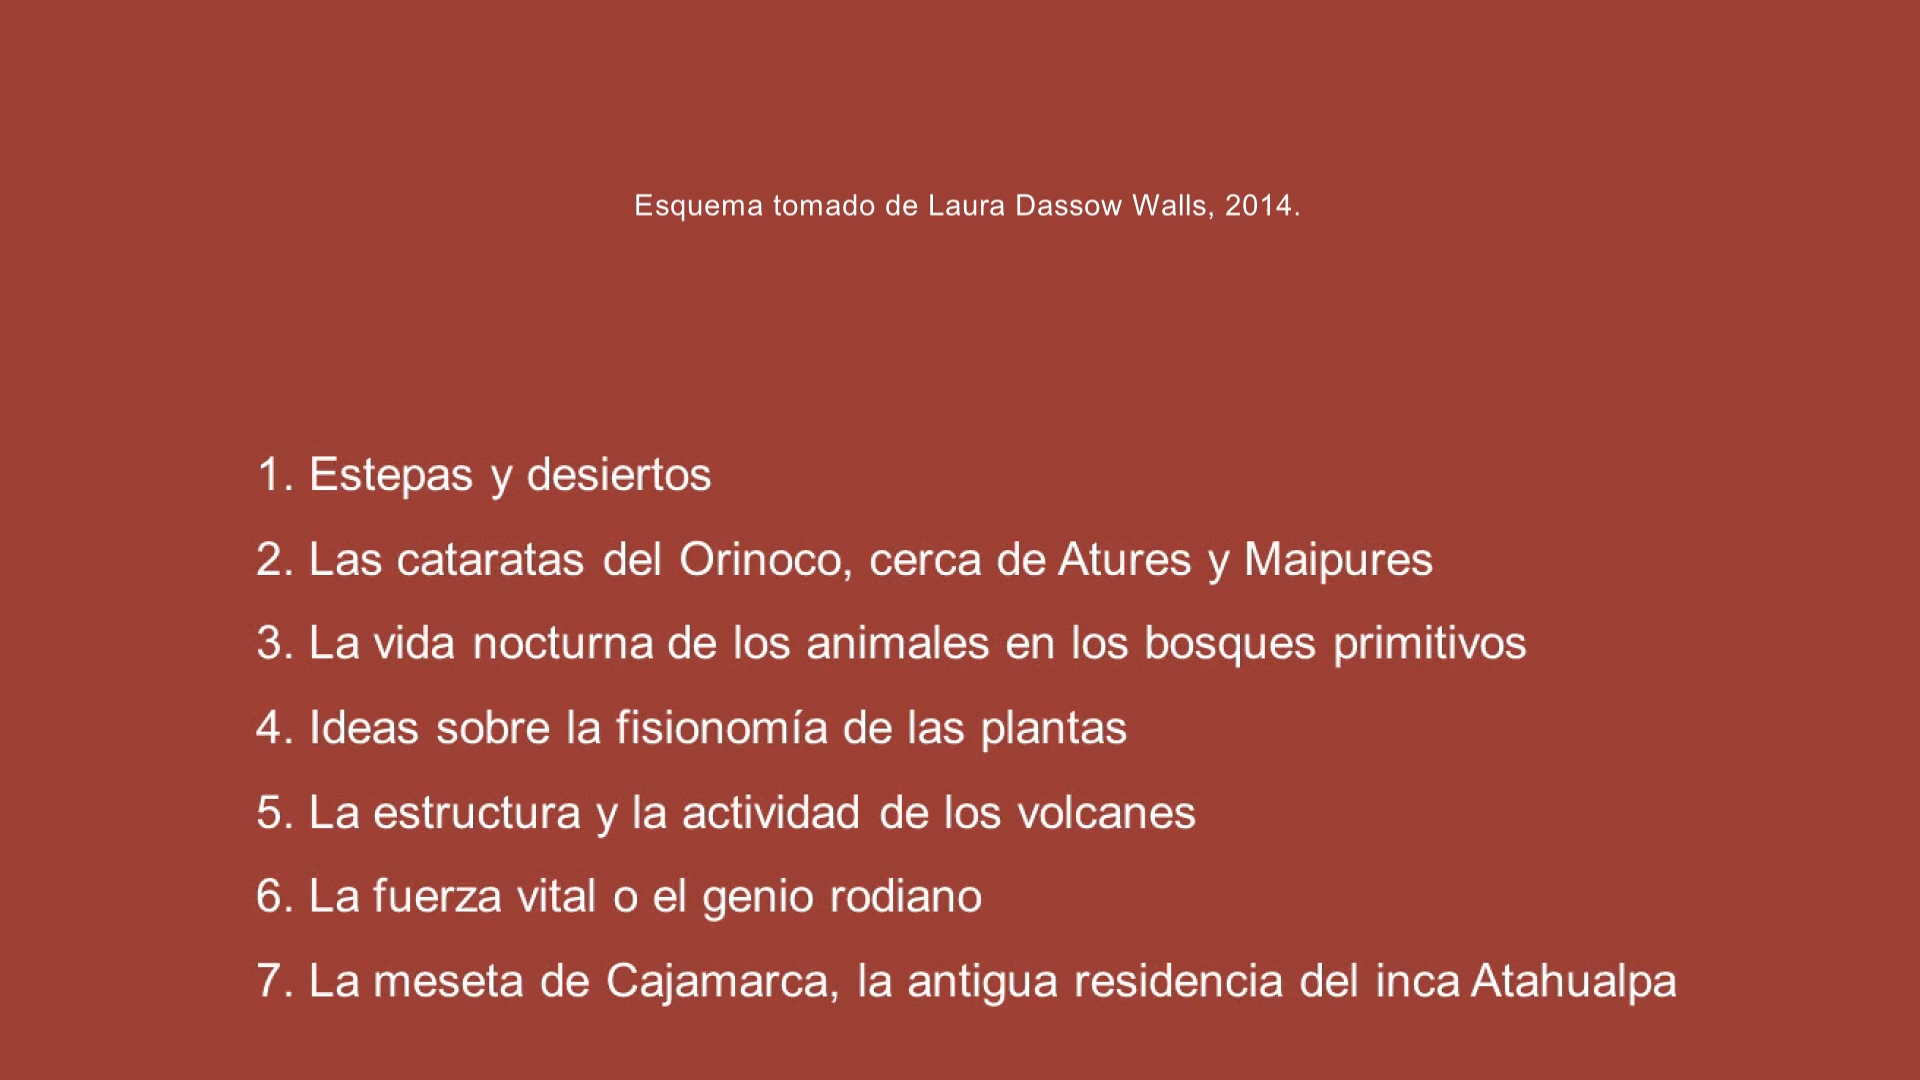 Esquema tomado de Laura Dassow Walls, 2014.
1. Estepas y desiertos
2. Las cataratas del Orinoco, cerca de Atures y Maipures
3. La vida nocturna de los animales en los bosques primitivos
4. Ideas sobre la fisionomía de las plantas
5. La estructura y la actividad de los volcanes
6. La fuerza vital o el genio rodiano
7. La meseta de Cajamarca, la antigua residencia del inca Atahualpa